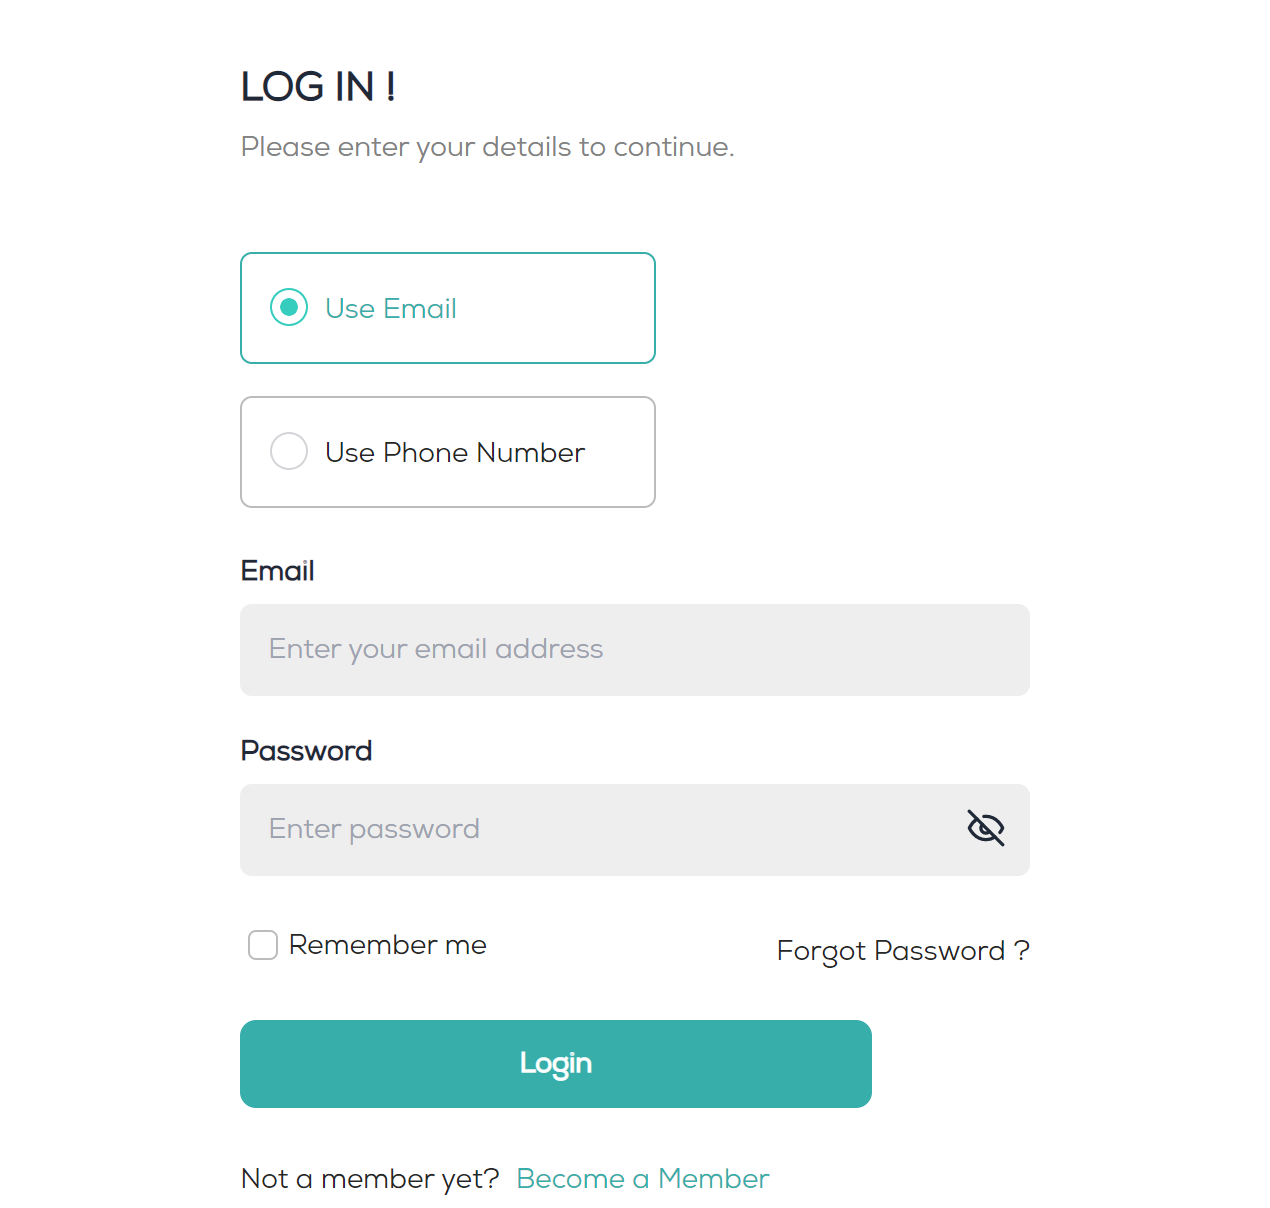 LOG IN !
Please enter your details to continue.
Use Email
Use Phone Number
Email
Enter your email address
Password
Enter password
Remember me
Forgot Password ?
Login
Not a member yet? Become a Member